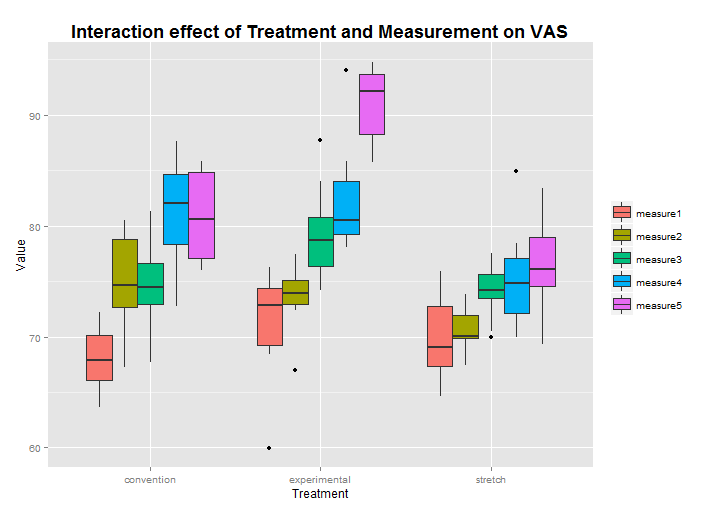 Interaction effect of Treatment and Measurement on VAS
90
80
70
60
Value
convention
experimental
stretch
Treatment
measure1
measure2
measure3
measure4
measure5